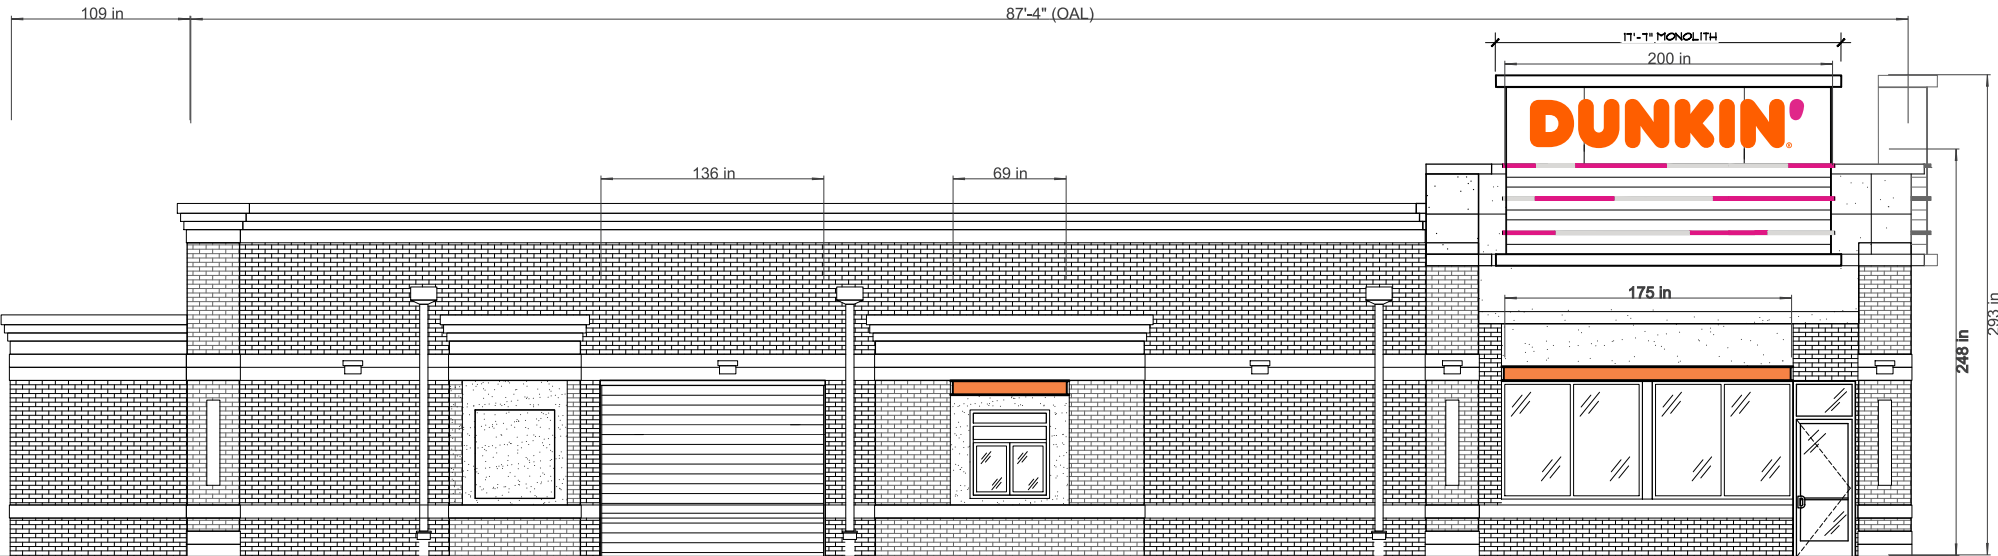 109 in
87'-4" (OAL)
17'-7" MONOLITH
200 in
DUNKIN'®
136 in
69 in
175 in
293 in
248 in